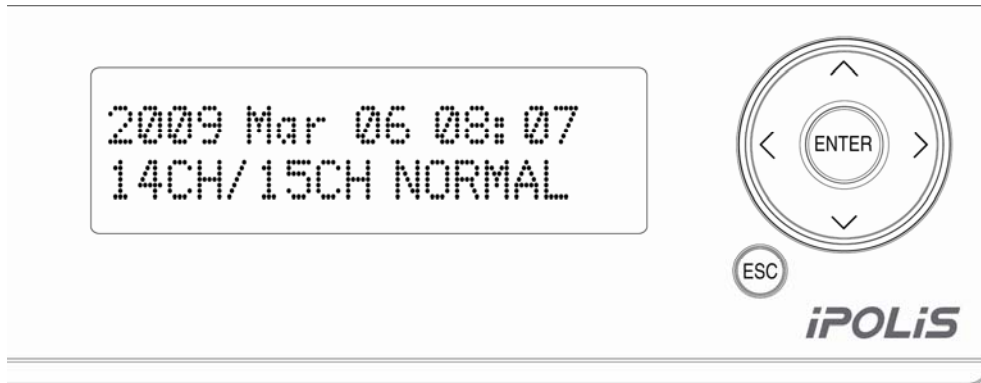 2009 Mar 06 08:07
14CH/15CH NORMAL
ENTER
ESC
iPOLiS